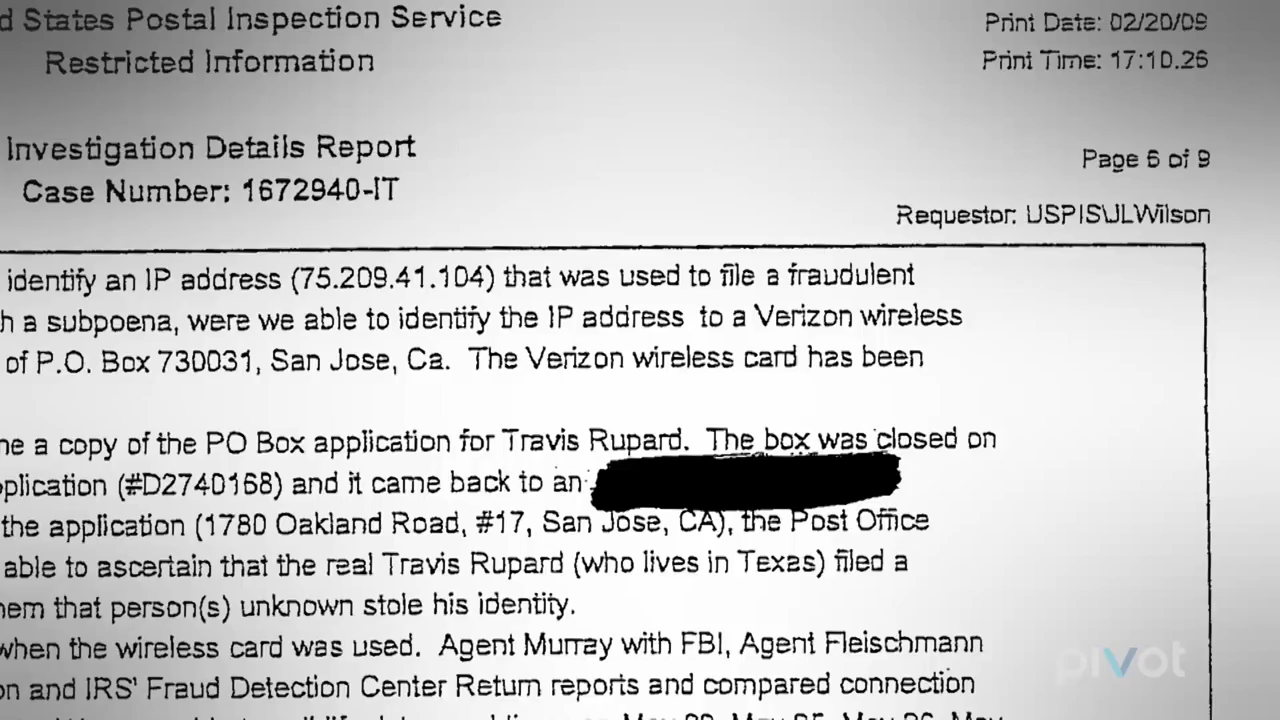 d States Postal Inspection Service
Print Date: 02/20/09
Restricted Information
Print Time: 17:10.26
Investigation Details Report
Page 6 of 9
Case Number: 1672940-IT
Requestor: USPIS\JLWilson
identify an IP address (75.209.41.104) that was used to file a fraudulent
h a subpoena, were we able to identify the IP address to a Verizon wireless
of P.O. Box 730031, San Jose, Ca. The Verizon wireless card has been
ne a copy of the PO Box application for Travis Rupard. The box was closed on
plication (#D2740168) and it came back to an
the application (1780 Oakland Road, #17, San Jose, CA), the Post Office
able to ascertain that the real Travis Rupard (who lives in Texas) filed a
nem that person(s) unknown stole his identity.
when the wireless card was used. Agent Murray with FBI, Agent Fleischmann
on and IRS' Fraud Detection Center Return reports and compared connection
pivot